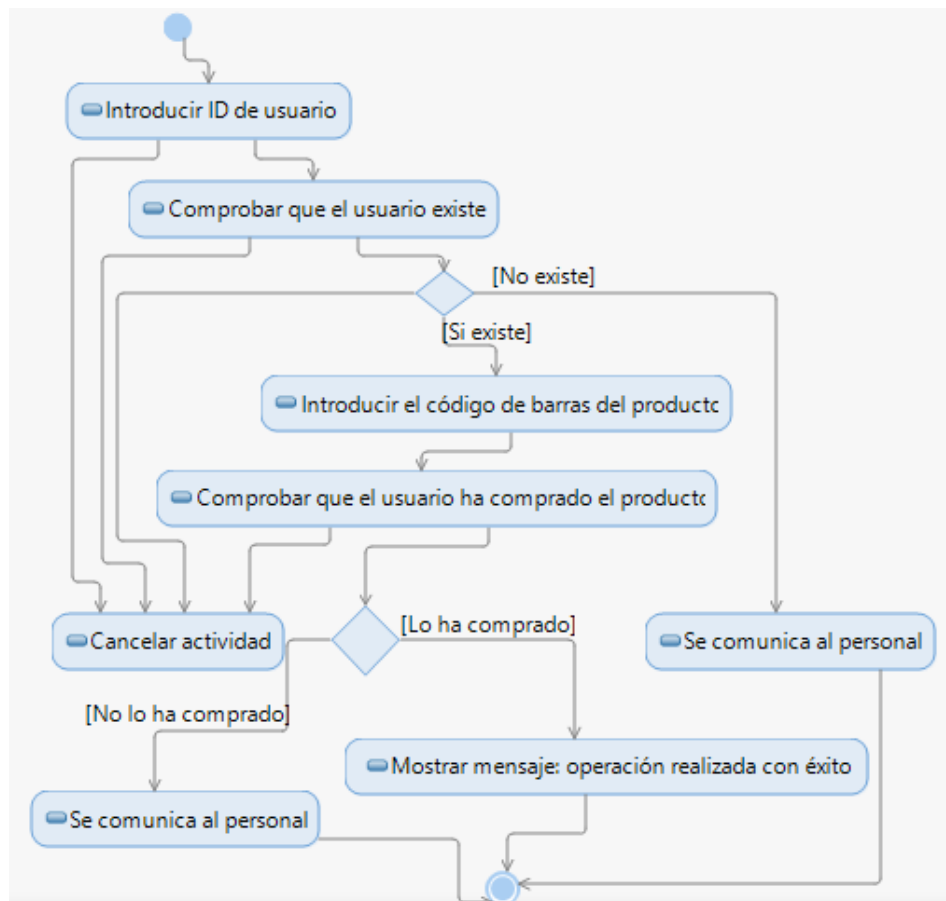 Introducir ID de usuario
Comprobar que el usuario existe
[No existe]
[Si existe]
Introducir el código de barras del producto
Comprobar que el usuario ha comprado el producto
[Lo ha comprado]
Cancelar actividad
Se comunica al personal
[No lo ha comprado]
Mostrar mensaje: operación realizada con éxito
Se comunica al personal